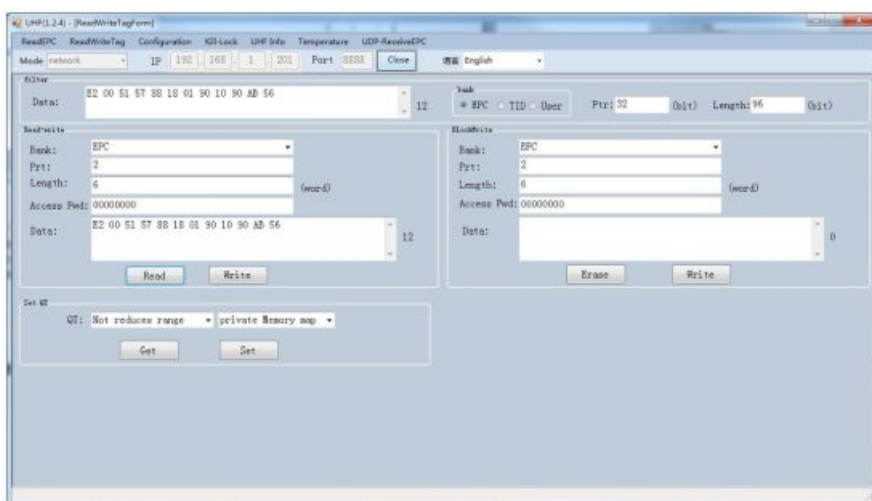 UHF(1.2.4) - [ReadWriteTagForm]
ReadEPC ReadWriteTag Configuration Kill-Lock UHF Info Temperature UDP-ReceiveEPC
Mode network IP 192 . 168 . 1 . 201 Port 8888 Close 语言 English
filter
Data: E2 00 51 57 88 18 01 90 10 90 AB 56 12
bank
EPC TID User Ptr: 32 (bit) Length: 96 (bit)
Read-write
Bank: EPC
Prt: 2
Length: 6 (word)
Access Pwd: 00000000
Data: E2 00 51 57 88 18 01 90 10 90 AB 56 12
Read Write
BlockWrite
Bank: EPC
Prt: 2
Length: 6 (word)
Access Pwd: 00000000
Data: 0
Erase Write
Set QT
QT: Not reduces range private Memory map
Get Set